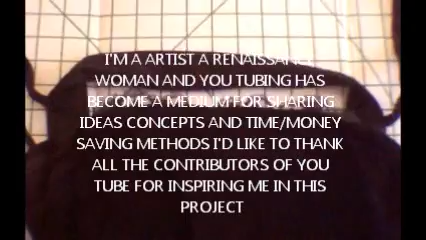 I'M A ARTIST A RENAISSANCE
WOMAN AND YOU TUBING HAS
BECOME A MEDIUM FOR SHARING
IDEAS CONCEPTS AND TIME/MONEY
SAVING METHODS I'D LIKE TO THANK
ALL THE CONTRIBUTORS OF YOU
TUBE FOR INSPIRING ME IN THIS
PROJECT